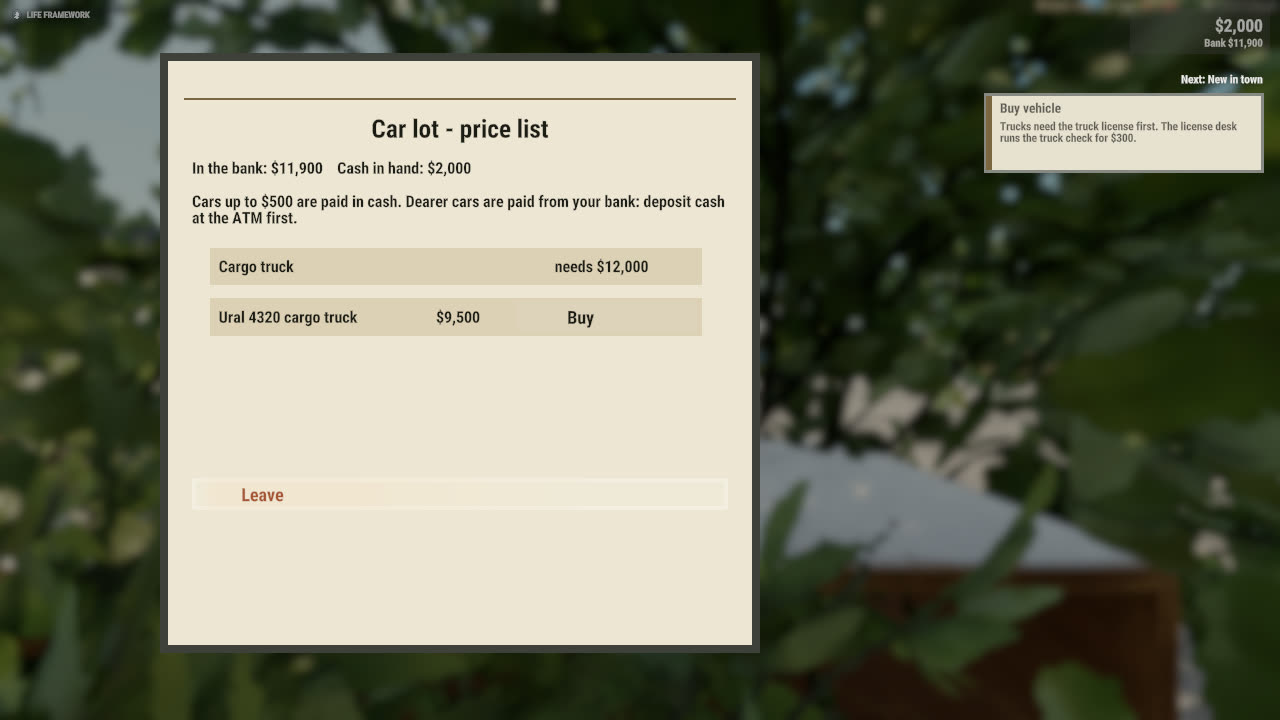 LIFE FRAMEWORK
$2,000
Bank $11,900
Next: New in town
Buy vehicle
Trucks need the truck license first. The license desk
runs the truck check for $300.
Car lot - price list
In the bank: $11,900 Cash in hand: $2,000
Cars up to $500 are paid in cash. Dearer cars are paid from your bank: deposit cash
at the ATM first.
Cargo truck needs $12,000
Ural 4320 cargo truck $9,500 Buy
Leave